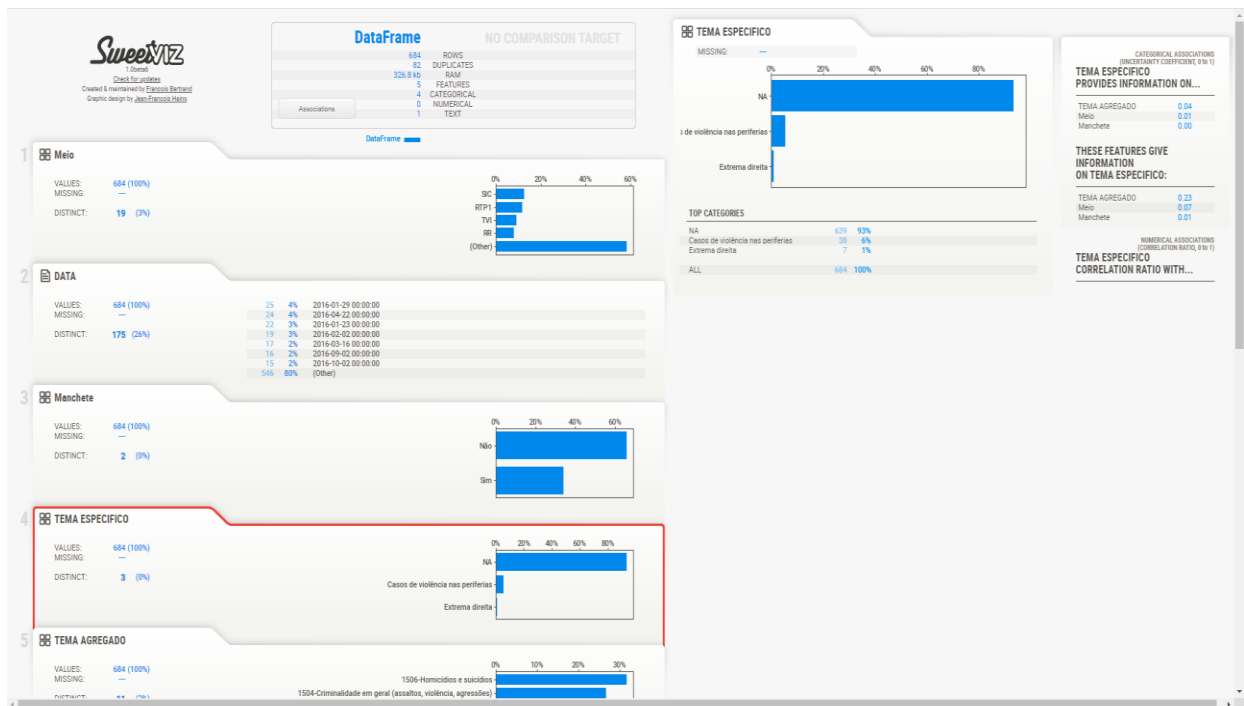 SweetVIZ
1.0beta6
Check for updates
Created & maintained by Francois Bertrand
Graphic design by Jean-Francois Hains
DataFrame
NO COMPARISON TARGET
684 ROWS
82 DUPLICATES
326.8 kb RAM
5 FEATURES
4 CATEGORICAL
0 NUMERICAL
1 TEXT
Associations
DataFrame
1 Meio
VALUES: 684 (100%)
MISSING: ---
DISTINCT: 19 (3%)
0% 20% 40% 60%
SIC
RTP1
TVI
RR
(Other)
2 DATA
VALUES: 684 (100%)
MISSING: ---
DISTINCT: 175 (26%)
25 4% 2016-01-29 00:00:00
24 4% 2016-04-22 00:00:00
22 3% 2016-01-23 00:00:00
19 3% 2016-02-02 00:00:00
17 2% 2016-03-16 00:00:00
16 2% 2016-09-02 00:00:00
15 2% 2016-10-02 00:00:00
546 80% (Other)
3 Manchete
VALUES: 684 (100%)
MISSING: ---
DISTINCT: 2 (0%)
0% 20% 40% 60%
Não
Sim
4 TEMA ESPECIFICO
VALUES: 684 (100%)
MISSING: ---
DISTINCT: 3 (0%)
0% 20% 40% 60% 80%
NA
Casos de violência nas periferias
Extrema direita
5 TEMA AGREGADO
VALUES: 684 (100%)
MISSING: ---
DISTINCT: 11 (2%)
0% 10% 20% 30%
1506-Homicídios e suicídios
1504-Criminalidade em geral (assaltos, violência, agressões)
TEMA ESPECIFICO
MISSING: ---
0% 20% 40% 60% 80%
NA
s de violência nas periferias
Extrema direita
TOP CATEGORIES
NA 639 93%
Casos de violência nas periferias 38 6%
Extrema direita 7 1%
ALL 684 100%
CATEGORICAL ASSOCIATIONS
(UNCERTAINTY COEFFICIENT, 0 to 1)
TEMA ESPECIFICO
PROVIDES INFORMATION ON...
TEMA AGREGADO 0.04
Meio 0.01
Manchete 0.00
THESE FEATURES GIVE
INFORMATION
ON TEMA ESPECIFICO:
TEMA AGREGADO 0.23
Meio 0.07
Manchete 0.01
NUMERICAL ASSOCIATIONS
(CORRELATION RATIO, 0 to 1)
TEMA ESPECIFICO
CORRELATION RATIO WITH...